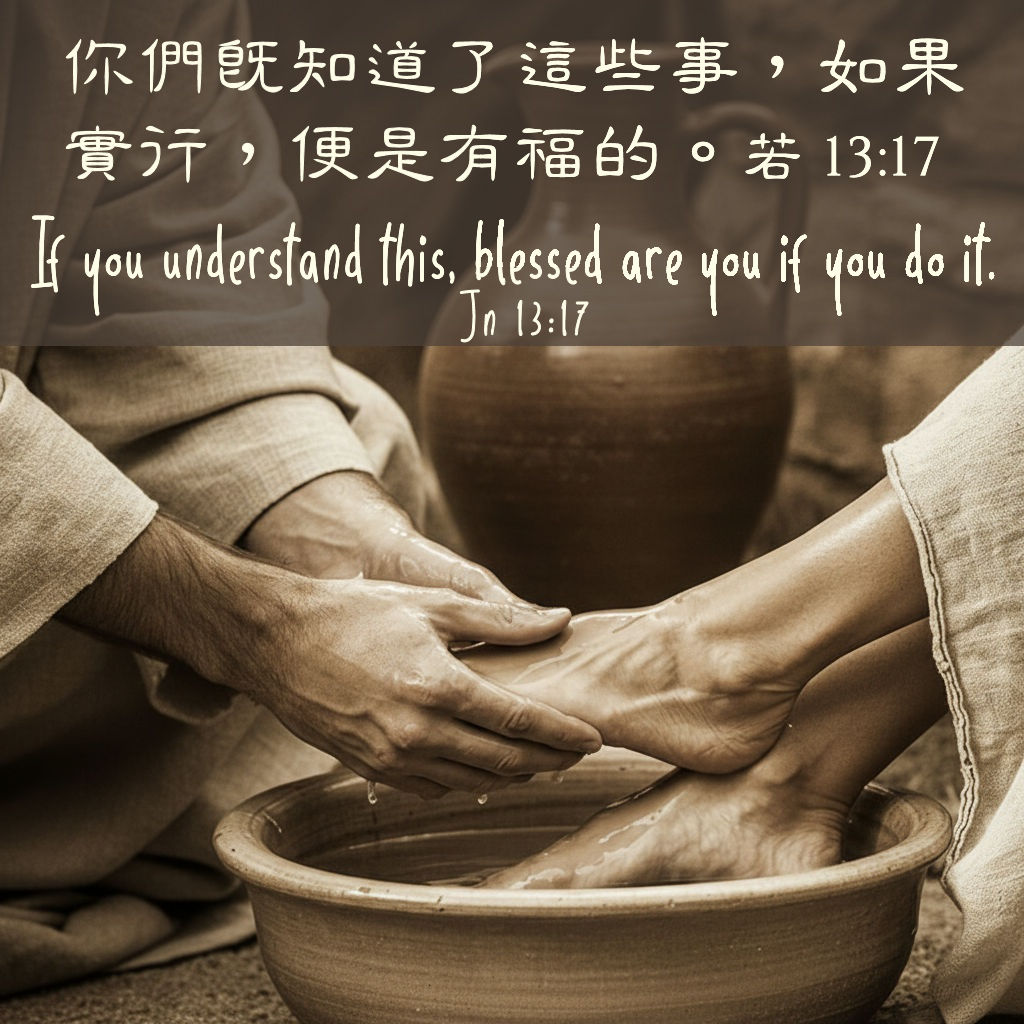 你們既知道了這些事，如果
實行，便是有福的。若 13:17
If you understand this, blessed are you if you do it.
Jn 13:17